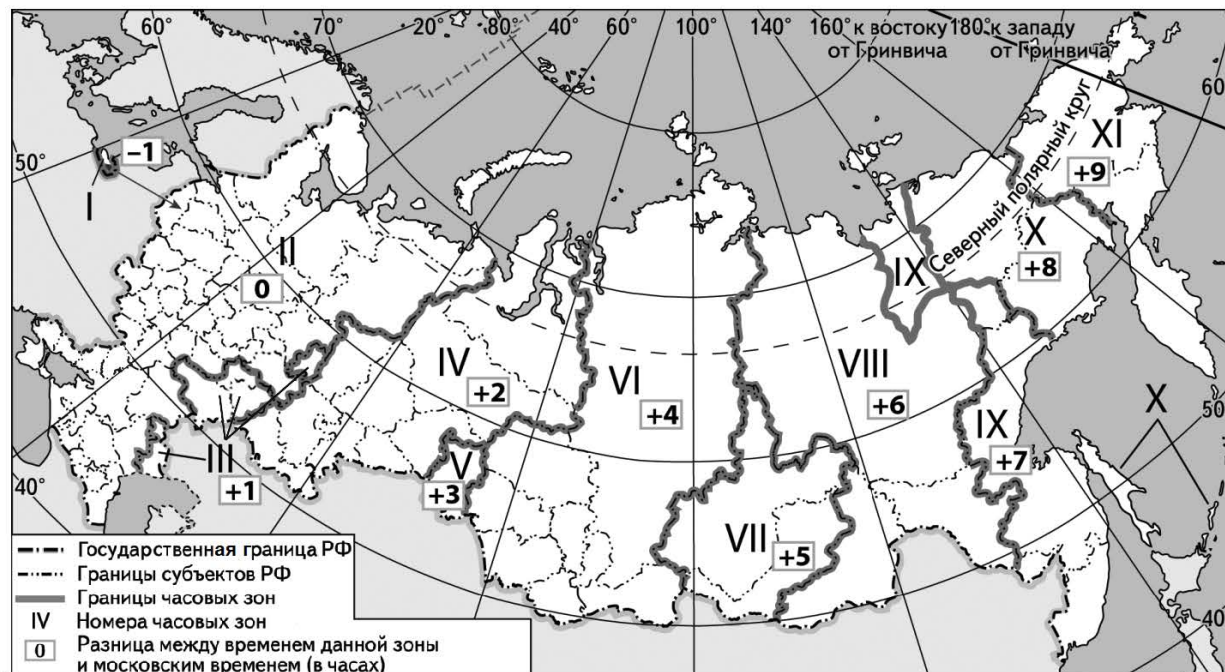 60°
70°
20°
80°
100°
140°
160° к востоку
от Гринвича
180° к западу
от Гринвича
60°
50°
–1
I
II
0
Северный полярный круг
XI
+9
X
+8
IX
IV
+2
VI
+4
VIII
+6
X
50°
IX
+7
V
+3
III
+1
40°
VII
+5
40°
Государственная граница РФ
Границы субъектов РФ
Границы часовых зон
IV Номера часовых зон
0 Разница между временем данной зоны
и московским временем (в часах)